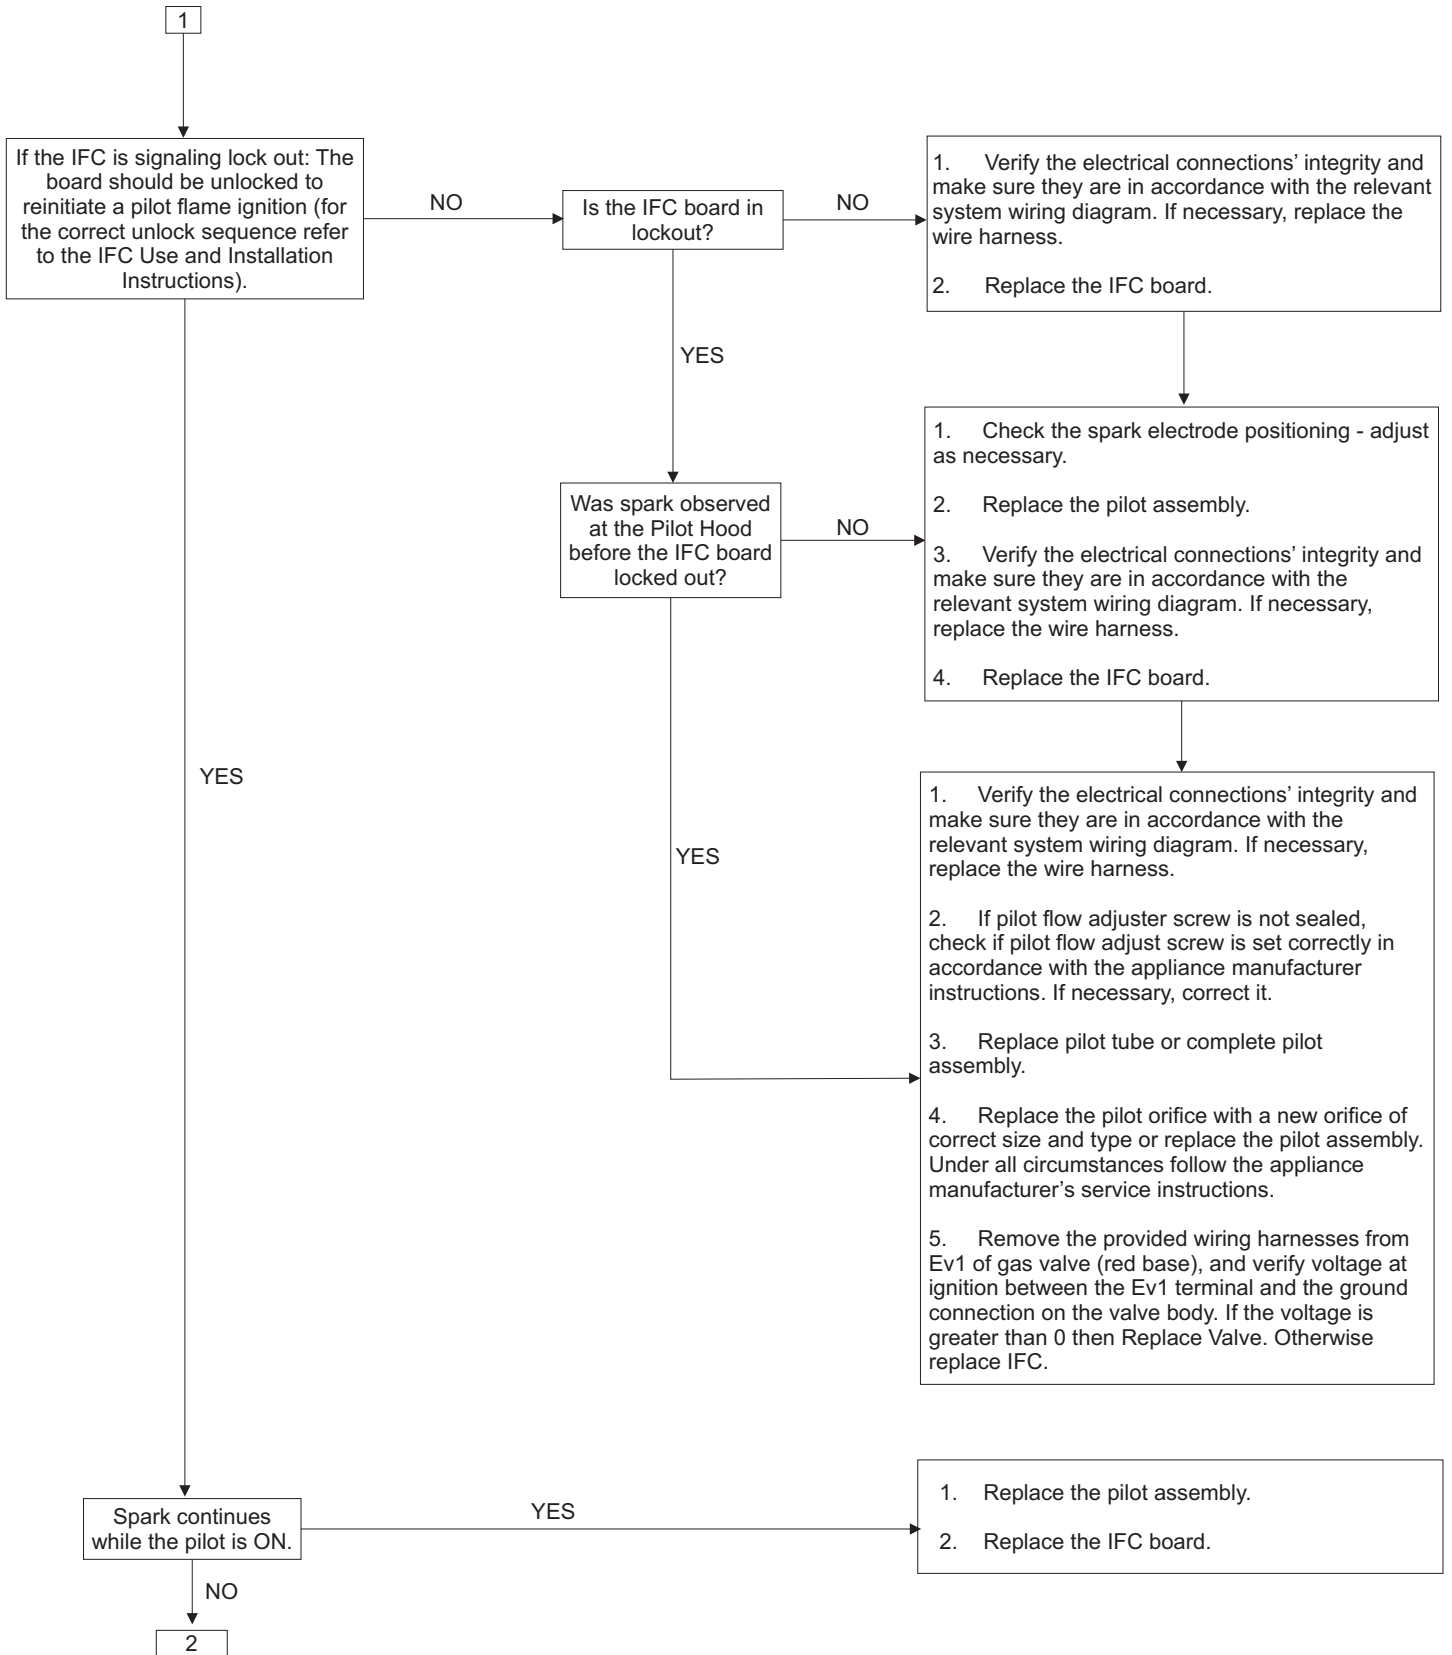 1
If the IFC is signaling lock out: The
board should be unlocked to
reinitiate a pilot flame ignition (for
the correct unlock sequence refer
to the IFC Use and Installation
Instructions).
NO
Is the IFC board in
lockout?
NO
1. Verify the electrical connections’ integrity and
make sure they are in accordance with the relevant
system wiring diagram. If necessary, replace the
wire harness.
2. Replace the IFC board.
YES
Was spark observed
at the Pilot Hood
before the IFC board
locked out?
NO
1. Check the spark electrode positioning - adjust
as necessary.
2. Replace the pilot assembly.
3. Verify the electrical connections’ integrity and
make sure they are in accordance with the
relevant system wiring diagram. If necessary,
replace the wire harness.
4. Replace the IFC board.
YES
YES
1. Verify the electrical connections’ integrity and
make sure they are in accordance with the
relevant system wiring diagram. If necessary,
replace the wire harness.
2. If pilot flow adjuster screw is not sealed,
check if pilot flow adjust screw is set correctly in
accordance with the appliance manufacturer
instructions. If necessary, correct it.
3. Replace pilot tube or complete pilot
assembly.
4. Replace the pilot orifice with a new orifice of
correct size and type or replace the pilot assembly.
Under all circumstances follow the appliance
manufacturer’s service instructions.
5. Remove the provided wiring harnesses from
Ev1 of gas valve (red base), and verify voltage at
ignition between the Ev1 terminal and the ground
connection on the valve body. If the voltage is
greater than 0 then Replace Valve. Otherwise
replace IFC.
Spark continues
while the pilot is ON.
YES
1. Replace the pilot assembly.
2. Replace the IFC board.
NO
2